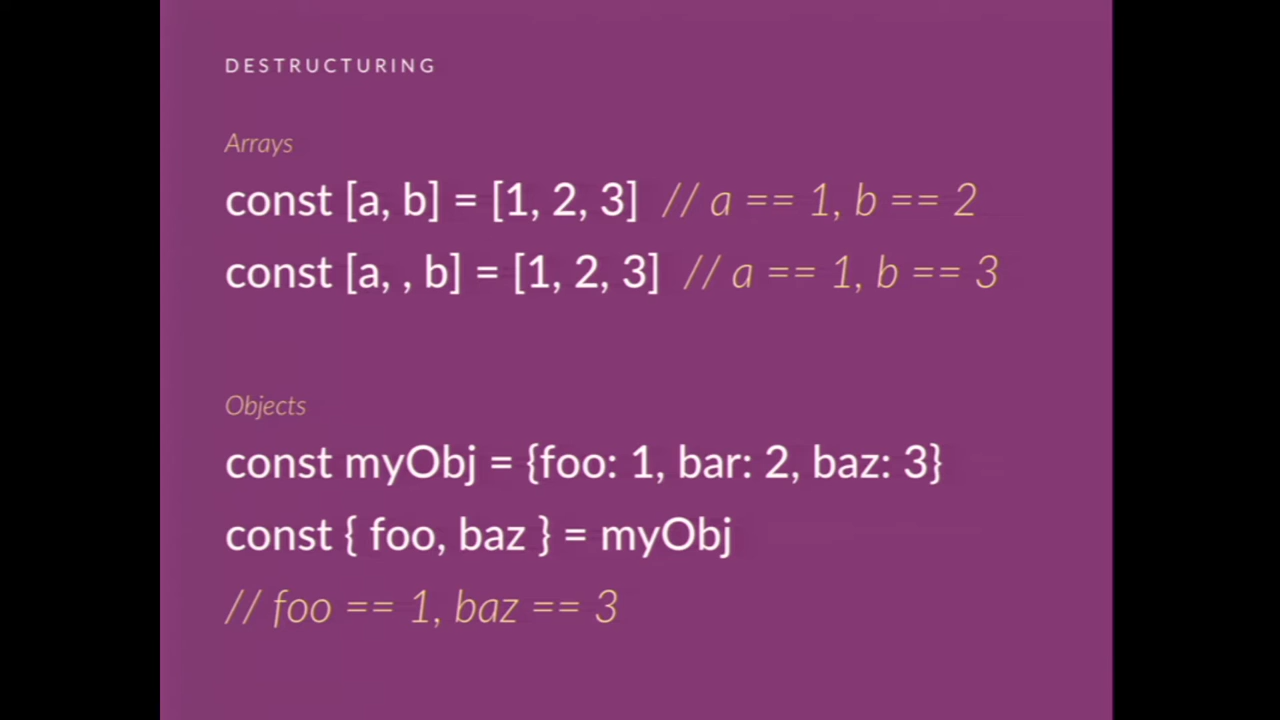 DESTRUCTURING
Arrays
const [a, b] = [1, 2, 3] // a == 1, b == 2
const [a, , b] = [1, 2, 3] // a == 1, b == 3
Objects
const myObj = {foo: 1, bar: 2, baz: 3}
const { foo, baz } = myObj
// foo == 1, baz == 3